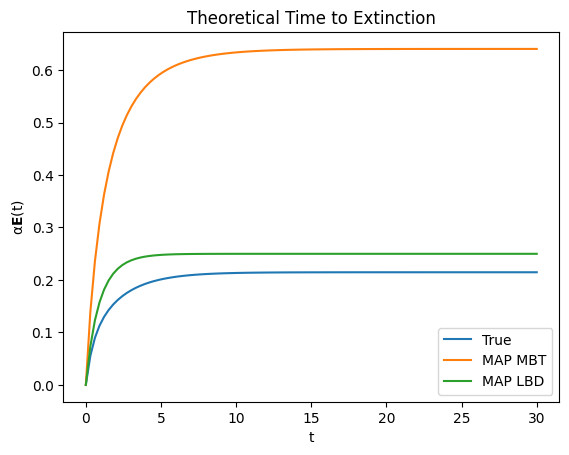 Theoretical Time to Extinction
0.6
0.5
0.4
0.3
0.2
0.1
0.0
α𝐄(t)
0 5 10 15 20 25 30
t
True
MAP MBT
MAP LBD